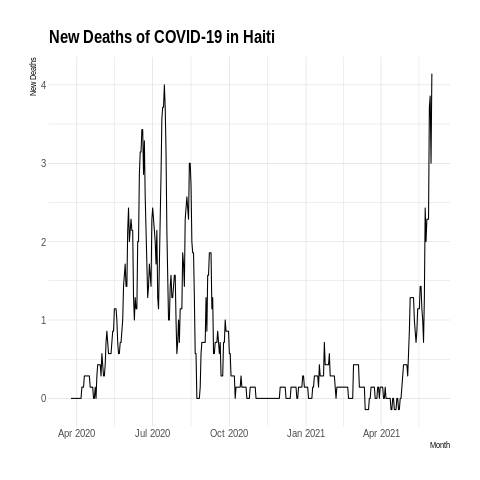 New Deaths of COVID-19 in Haiti
New Deaths
4
3
2
1
0
Apr 2020 Jul 2020 Oct 2020 Jan 2021 Apr 2021
Month